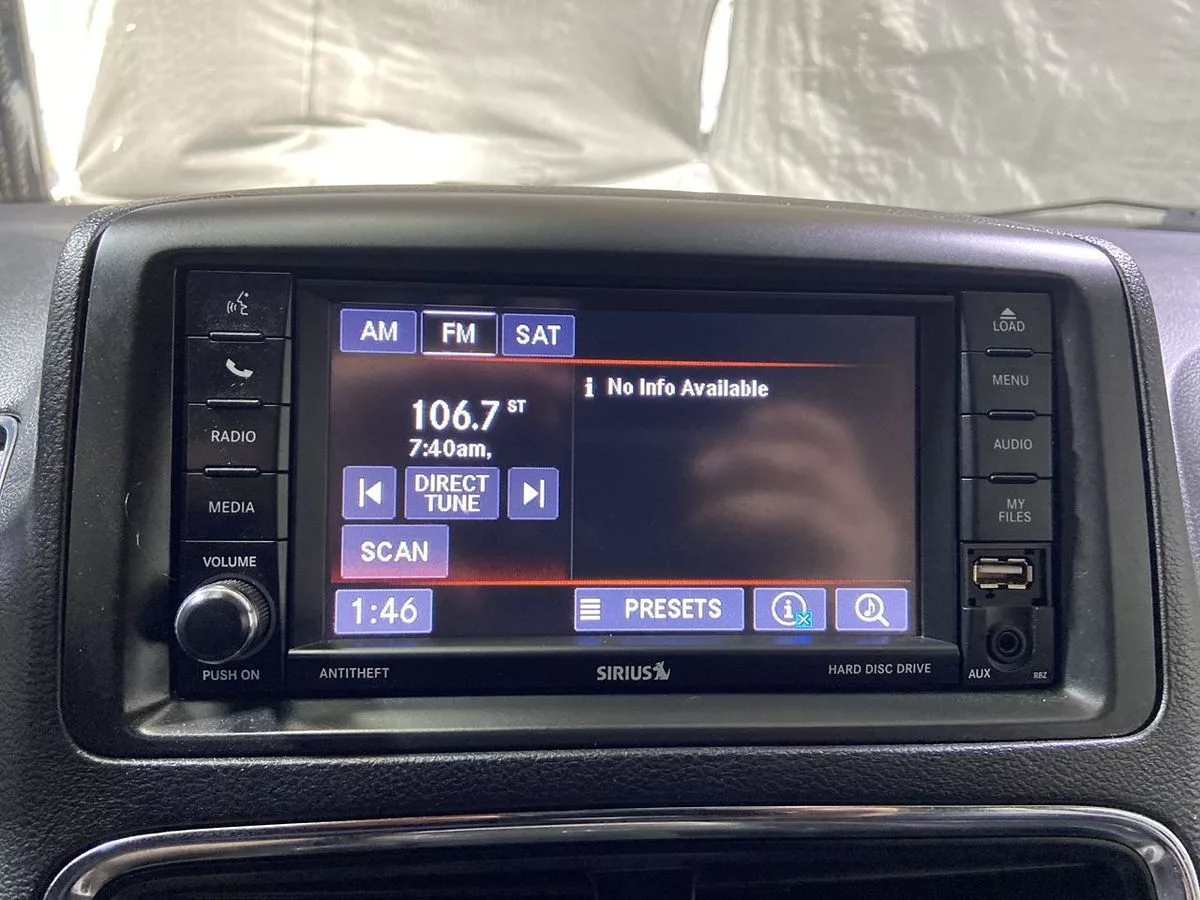 AM
FM
SAT
106.7 ST
7:40am,
DIRECT
TUNE
SCAN
1:46
i No Info Available
PRESETS
i
RADIO
MEDIA
VOLUME
PUSH ON
ANTITHEFT
SIRIUS
HARD DISC DRIVE
LOAD
MENU
AUDIO
MY
FILES
AUX
RBZ